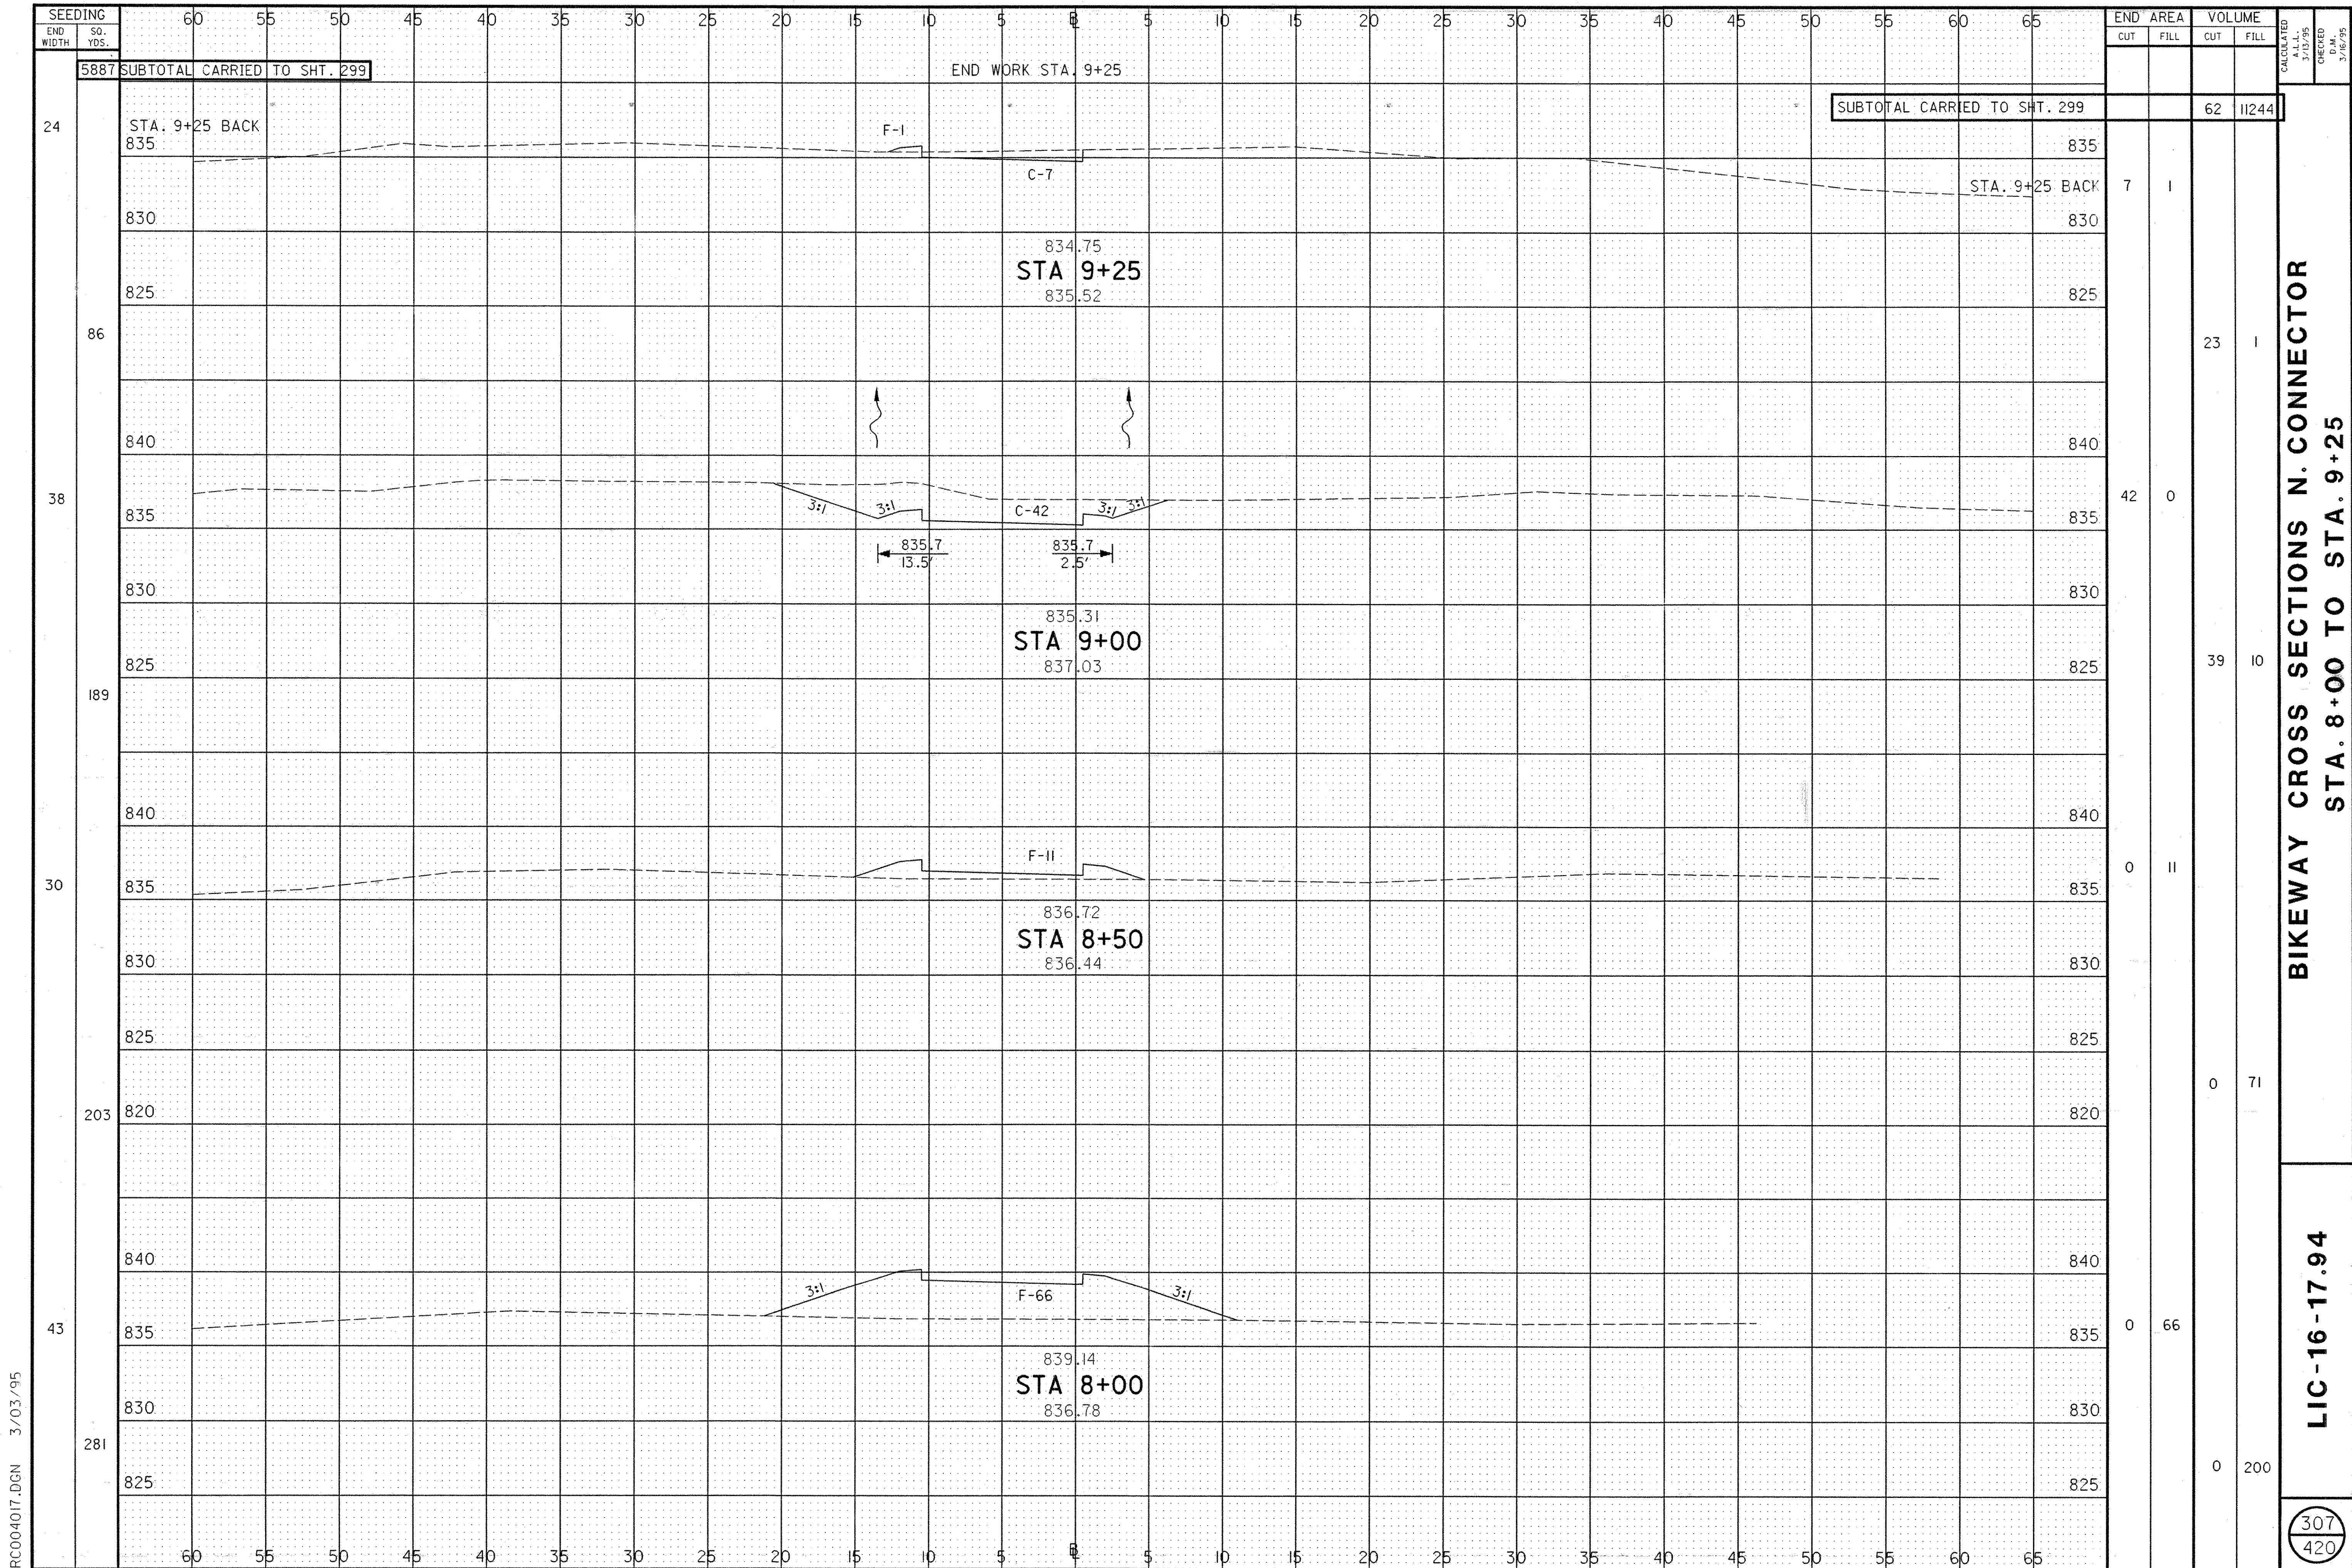 SEEDING
END WIDTH
SQ. YDS.
60 55 50 45 40 35 30 25 20 15 10 5 B 5 10 15 20 25 30 35 40 45 50 55 60 65
END AREA
CUT FILL
VOLUME
CUT FILL
CALCULATED
A.L.L.
3/13/95
CHECKED
D.M.
3/16/95
5887 SUBTOTAL CARRIED TO SHT. 299
END WORK STA. 9+25
SUBTOTAL CARRIED TO SHT. 299 62 11244
24
STA. 9+25 BACK
F-1
835 835
C-7
STA. 9+25 BACK
7 1
830 830
834.75
STA 9+25
835.52
825 825
86
23 1
840 840
38
3:1 3:1 C-42 3:1 3:1
42 0
835 835
835.7
13.5'
835.7
2.5'
830 830
835.31
STA 9+00
837.03
825 825
39 10
189
840 840
F-11
30
0 11
835 835
836.72
STA 8+50
836.44
830 830
825 825
0 71
203
820 820
840 840
3:1 F-66 3:1
43
0 66
835 835
839.14
STA 8+00
836.78
830 830
281
0 200
825 825
60 55 50 45 40 35 30 25 20 15 10 5 B 5 10 15 20 25 30 35 40 45 50 55 60 65
BIKEWAY CROSS SECTIONS N. CONNECTOR
STA. 8+00 TO STA. 9+25
LIC-16-17.94
307
420
RC004017.DGN 3/03/95